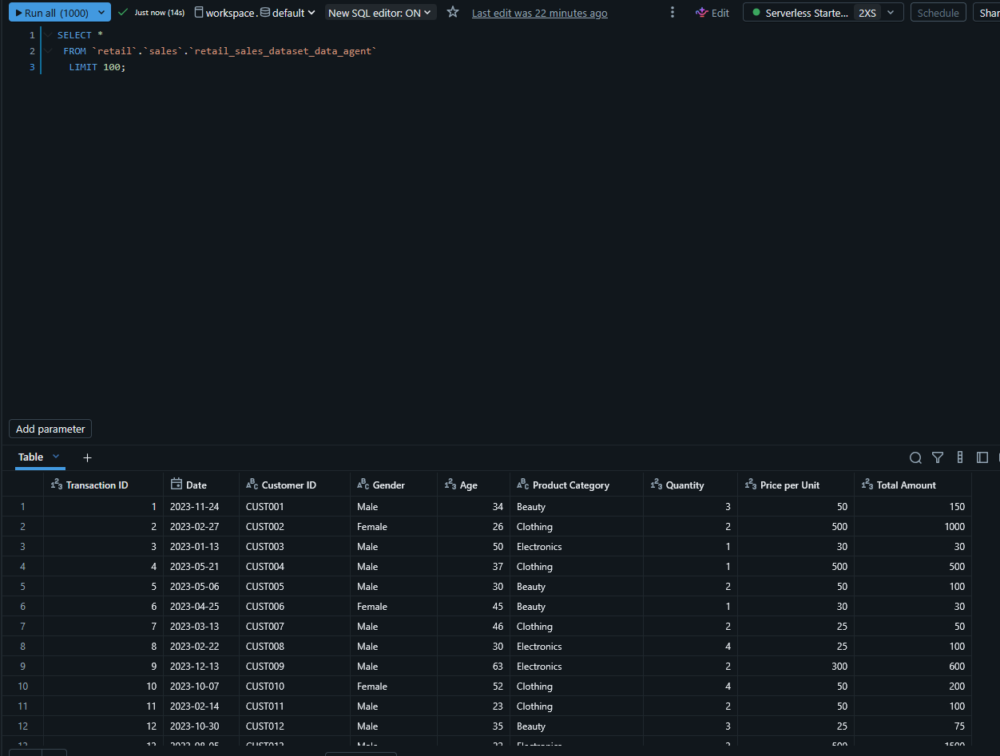 Run all (1000) Just now (14s) workspace. default New SQL editor: ON Last edit was 22 minutes ago Edit Serverless Starte... 2XS Schedule Shar
1 SELECT *
2 FROM `retail`.`sales`.`retail_sales_dataset_data_agent`
3 LIMIT 100;
Add parameter
Table +
123 Transaction ID Date ABC Customer ID ABC Gender 123 Age ABC Product Category 123 Quantity 123 Price per Unit 123 Total Amount
1 1 2023-11-24 CUST001 Male 34 Beauty 3 50 150
2 2 2023-02-27 CUST002 Female 26 Clothing 2 500 1000
3 3 2023-01-13 CUST003 Male 50 Electronics 1 30 30
4 4 2023-05-21 CUST004 Male 37 Clothing 1 500 500
5 5 2023-05-06 CUST005 Male 30 Beauty 2 50 100
6 6 2023-04-25 CUST006 Female 45 Beauty 1 30 30
7 7 2023-03-13 CUST007 Male 46 Clothing 2 25 50
8 8 2023-02-22 CUST008 Male 30 Electronics 4 25 100
9 9 2023-12-13 CUST009 Male 63 Electronics 2 300 600
10 10 2023-10-07 CUST010 Female 52 Clothing 4 50 200
11 11 2023-02-14 CUST011 Male 23 Clothing 2 50 100
12 12 2023-10-30 CUST012 Male 35 Beauty 3 25 75